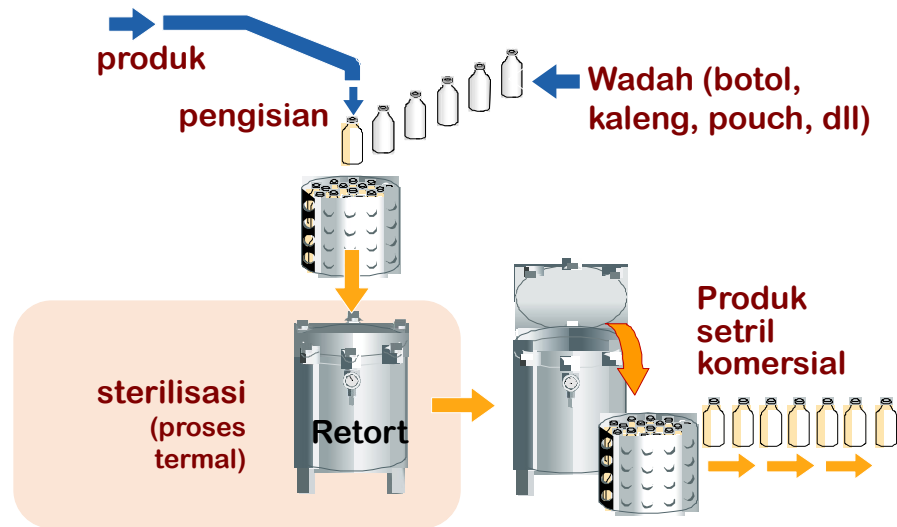 produk
pengisian
Wadah (botol,
kaleng, pouch, dll)
sterilisasi
(proses
termal)
Retort
Produk
setril
komersial